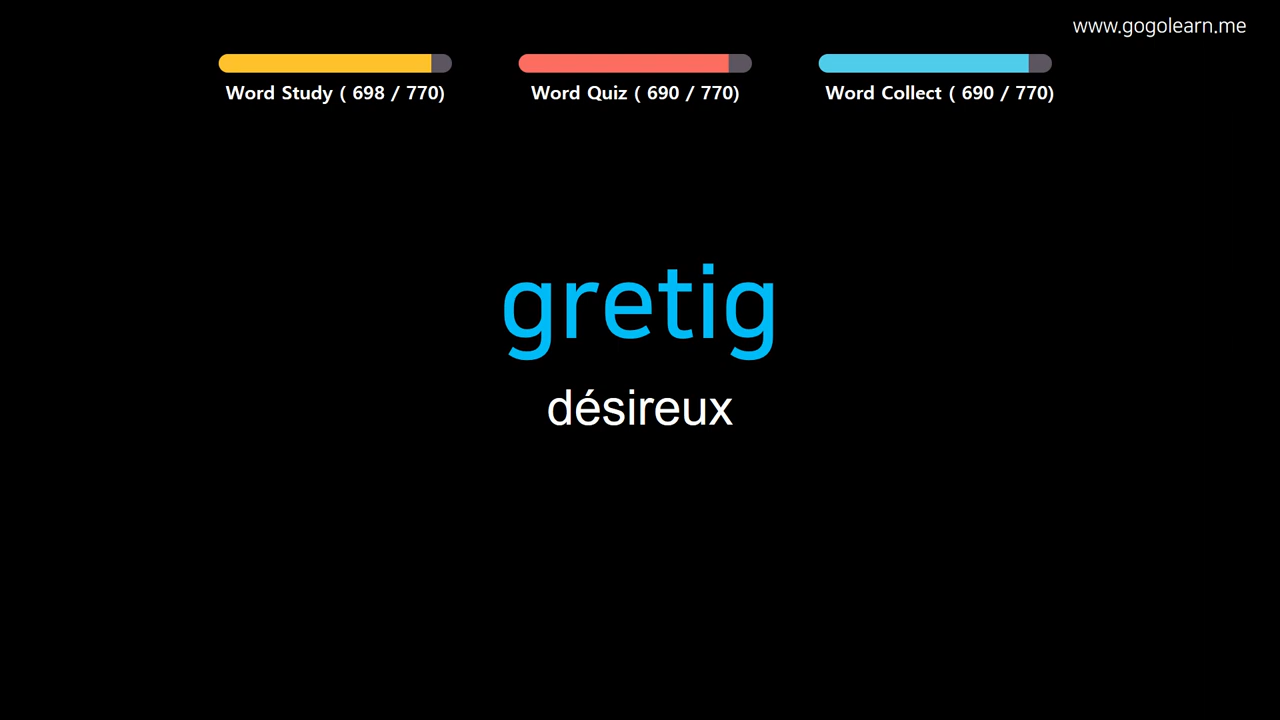 www.gogolearn.me
Word Study ( 698 / 770)
Word Quiz ( 690 / 770)
Word Collect ( 690 / 770)
gretig
désireux